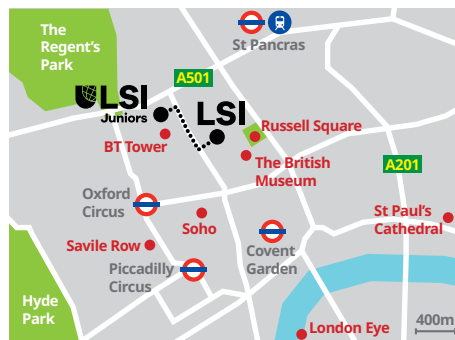 The
Regent's
Park
St Pancras
A501
LSI
Juniors
LSI
BT Tower
Russell Square
The British
Museum
A201
Oxford
Circus
Soho
St Paul's
Cathedral
Savile Row
Piccadilly
Circus
Covent
Garden
Hyde
Park
London Eye
400m